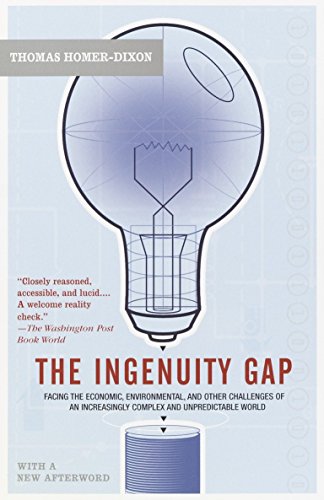 THOMAS HOMER-DIXON
"Closely reasoned,
accessible, and lucid....
A welcome reality
check."
—The Washington Post
Book World
THE INGENUITY GAP
FACING THE ECONOMIC, ENVIRONMENTAL, AND OTHER CHALLENGES OF
AN INCREASINGLY COMPLEX AND UNPREDICTABLE WORLD
WITH A
NEW AFTERWORD